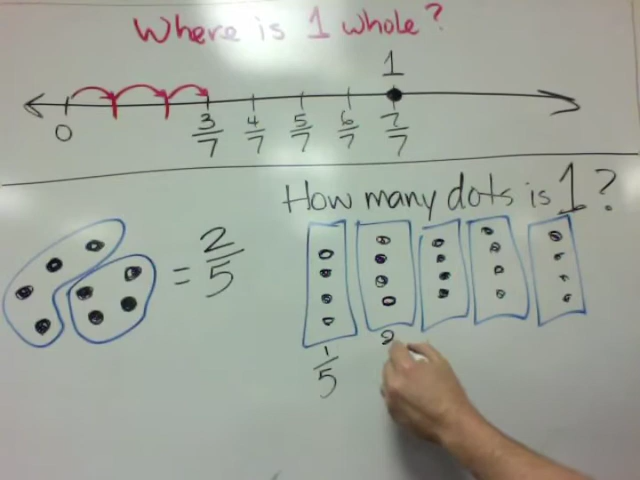 Where is 1 whole?
1
0 3/7 4/7 5/7 6/7 7/7
How many dots is 1?
= 2/5
1/5